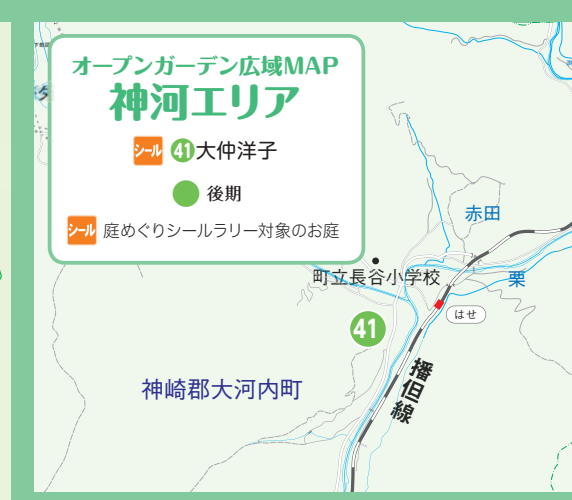 オープンガーデン広域MAP
神河エリア
シール 41 大仲洋子
後期
シール 庭めぐりシールラリー対象のお庭
赤田
町立長谷小学校
栗
はせ
41
播但線
神崎郡大河内町